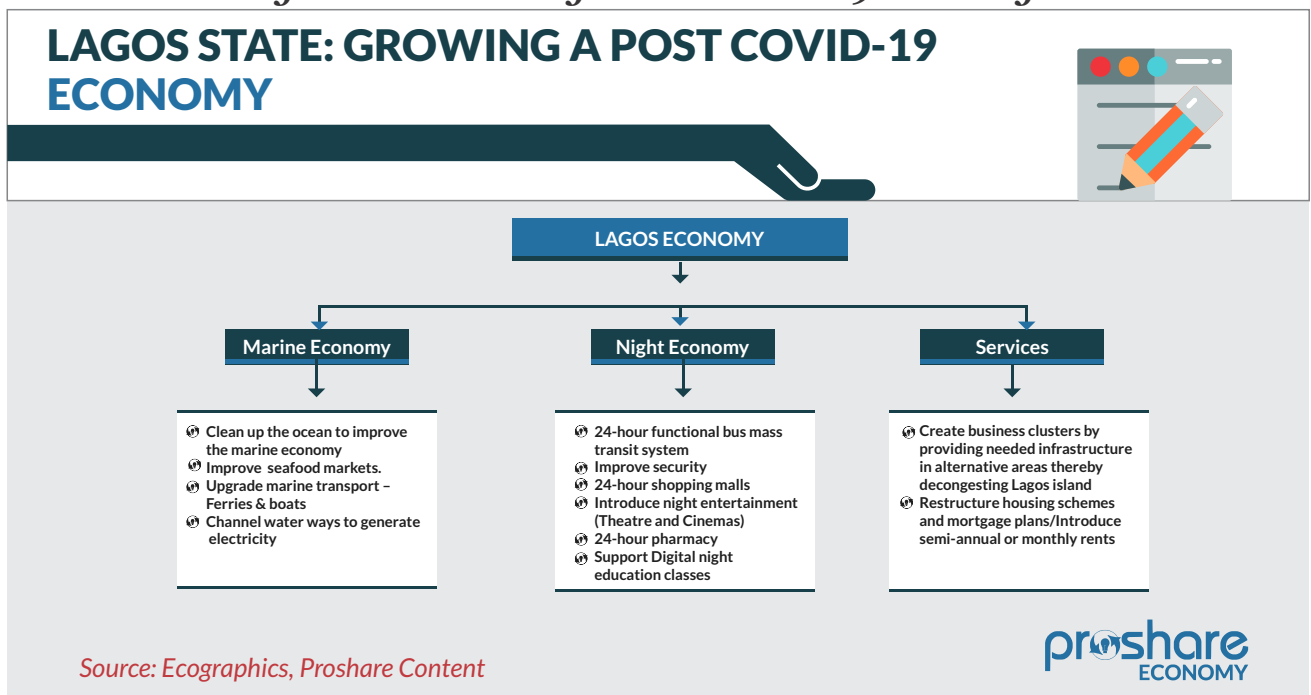 LAGOS STATE: GROWING A POST COVID-19
ECONOMY
LAGOS ECONOMY
Marine Economy
Clean up the ocean to improve
the marine economy
Improve seafood markets.
Upgrade marine transport –
Ferries & boats
Channel water ways to generate
electricity
Night Economy
24-hour functional bus mass
transit system
Improve security
24-hour shopping malls
Introduce night entertainment
(Theatre and Cinemas)
24-hour pharmacy
Support Digital night
education classes
Services
Create business clusters by
providing needed infrastructure
in alternative areas thereby
decongesting Lagos island
Restructure housing schemes
and mortgage plans/Introduce
semi-annual or monthly rents
Source: Ecographics, Proshare Content
proshare
ECONOMY